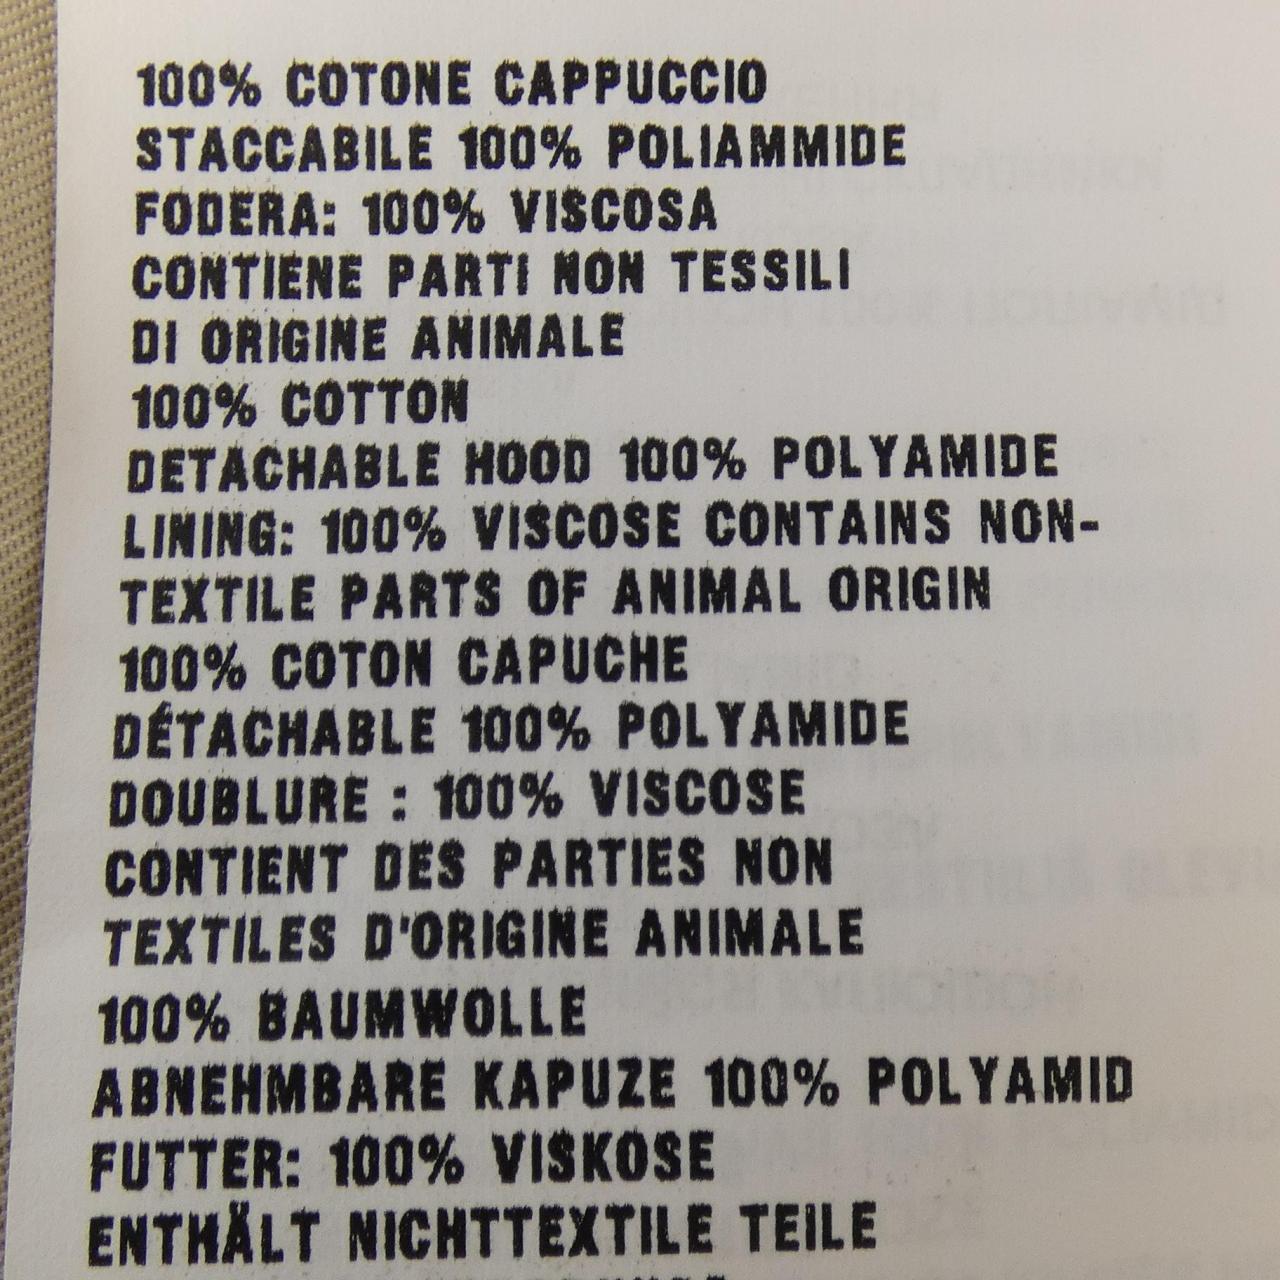 100% COTONE CAPPUCCIO
STACCABILE 100% POLIAMMIDE
FODERA: 100% VISCOSA
CONTIENE PARTI NON TESSILI
DI ORIGINE ANIMALE
100% COTTON
DETACHABLE HOOD 100% POLYAMIDE
LINING: 100% VISCOSE CONTAINS NON-
TEXTILE PARTS OF ANIMAL ORIGIN
100% COTON CAPUCHE
DÉTACHABLE 100% POLYAMIDE
DOUBLURE : 100% VISCOSE
CONTIENT DES PARTIES NON
TEXTILES D'ORIGINE ANIMALE
100% BAUMWOLLE
ABNEHMBARE KAPUZE 100% POLYAMID
FUTTER: 100% VISKOSE
ENTHÄLT NICHTTEXTILE TEILE